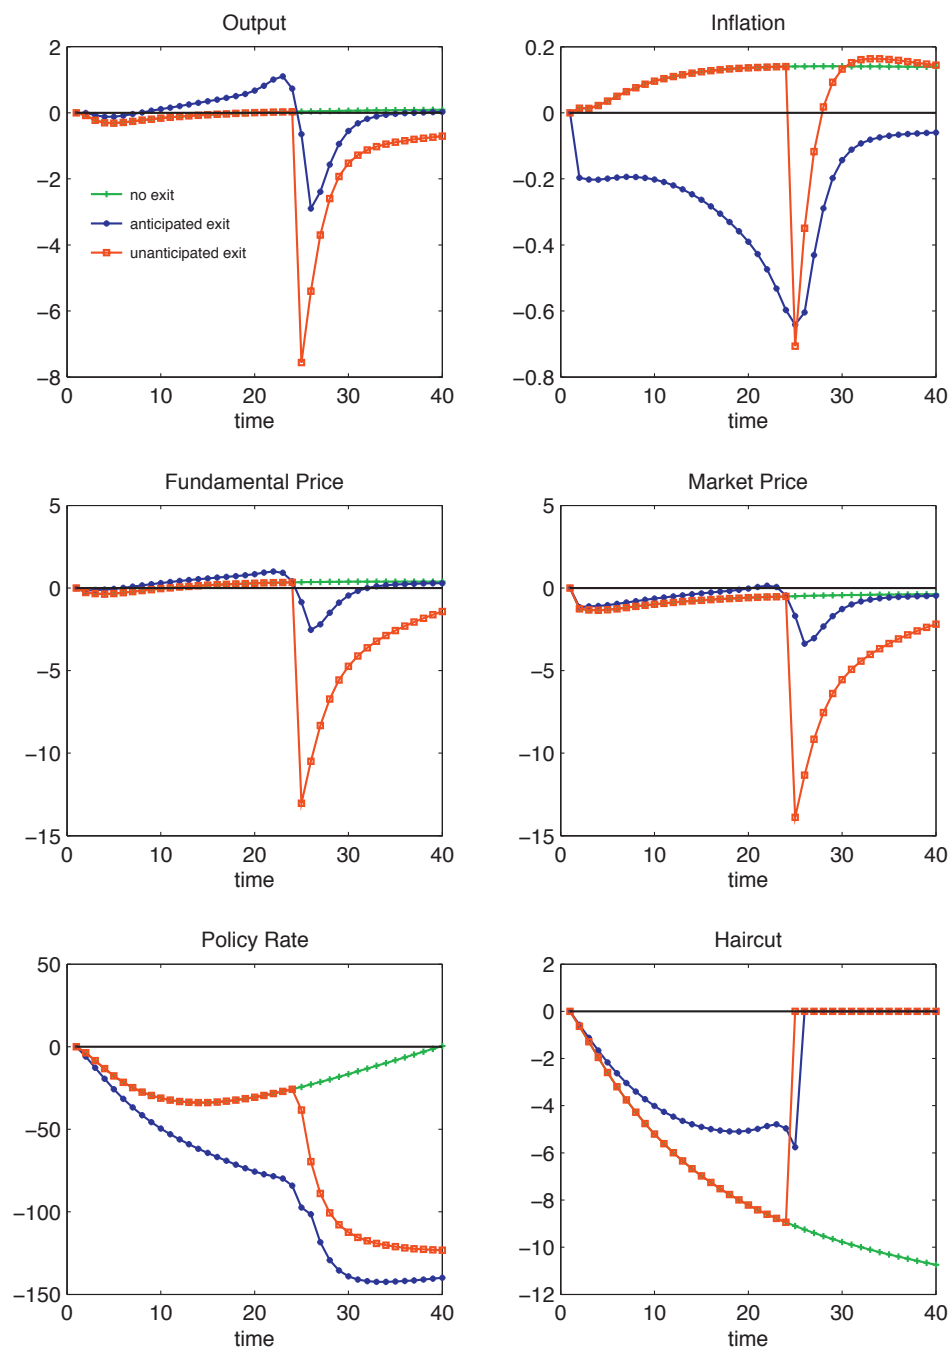 Output
2
0
−2
−4
−6
−8
0 10 20 30 40
time
no exit
anticipated exit
unanticipated exit
Inflation
0.2
0
−0.2
−0.4
−0.6
−0.8
0 10 20 30 40
time
Fundamental Price
5
0
−5
−10
−15
0 10 20 30 40
time
Market Price
5
0
−5
−10
−15
0 10 20 30 40
time
Policy Rate
50
0
−50
−100
−150
0 10 20 30 40
time
Haircut
2
0
−2
−4
−6
−8
−10
−12
0 10 20 30 40
time